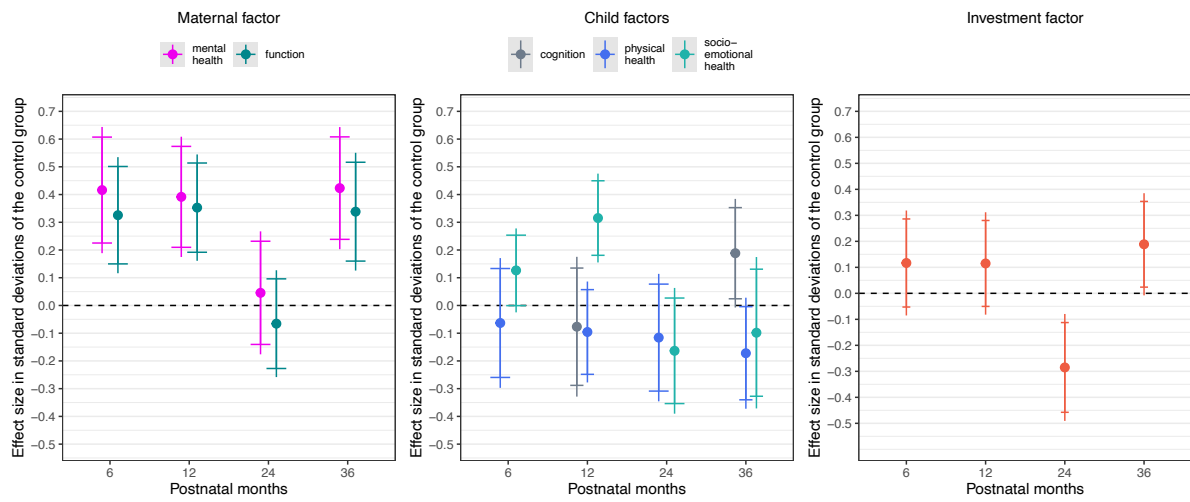 Maternal factor
mental
health
function
Effect size in standard deviations of the control group
0.7
0.6
0.5
0.4
0.3
0.2
0.1
0.0
−0.1
−0.2
−0.3
−0.4
−0.5
6
12
24
36
Postnatal months
Child factors
cognition
physical
health
socio−
emotional
health
Effect size in standard deviations of the control group
0.7
0.6
0.5
0.4
0.3
0.2
0.1
0.0
−0.1
−0.2
−0.3
−0.4
−0.5
6
12
24
36
Postnatal months
Investment factor
Effect size in standard deviations of the control group
0.7
0.6
0.5
0.4
0.3
0.2
0.1
0.0
−0.1
−0.2
−0.3
−0.4
−0.5
6
12
24
36
Postnatal months